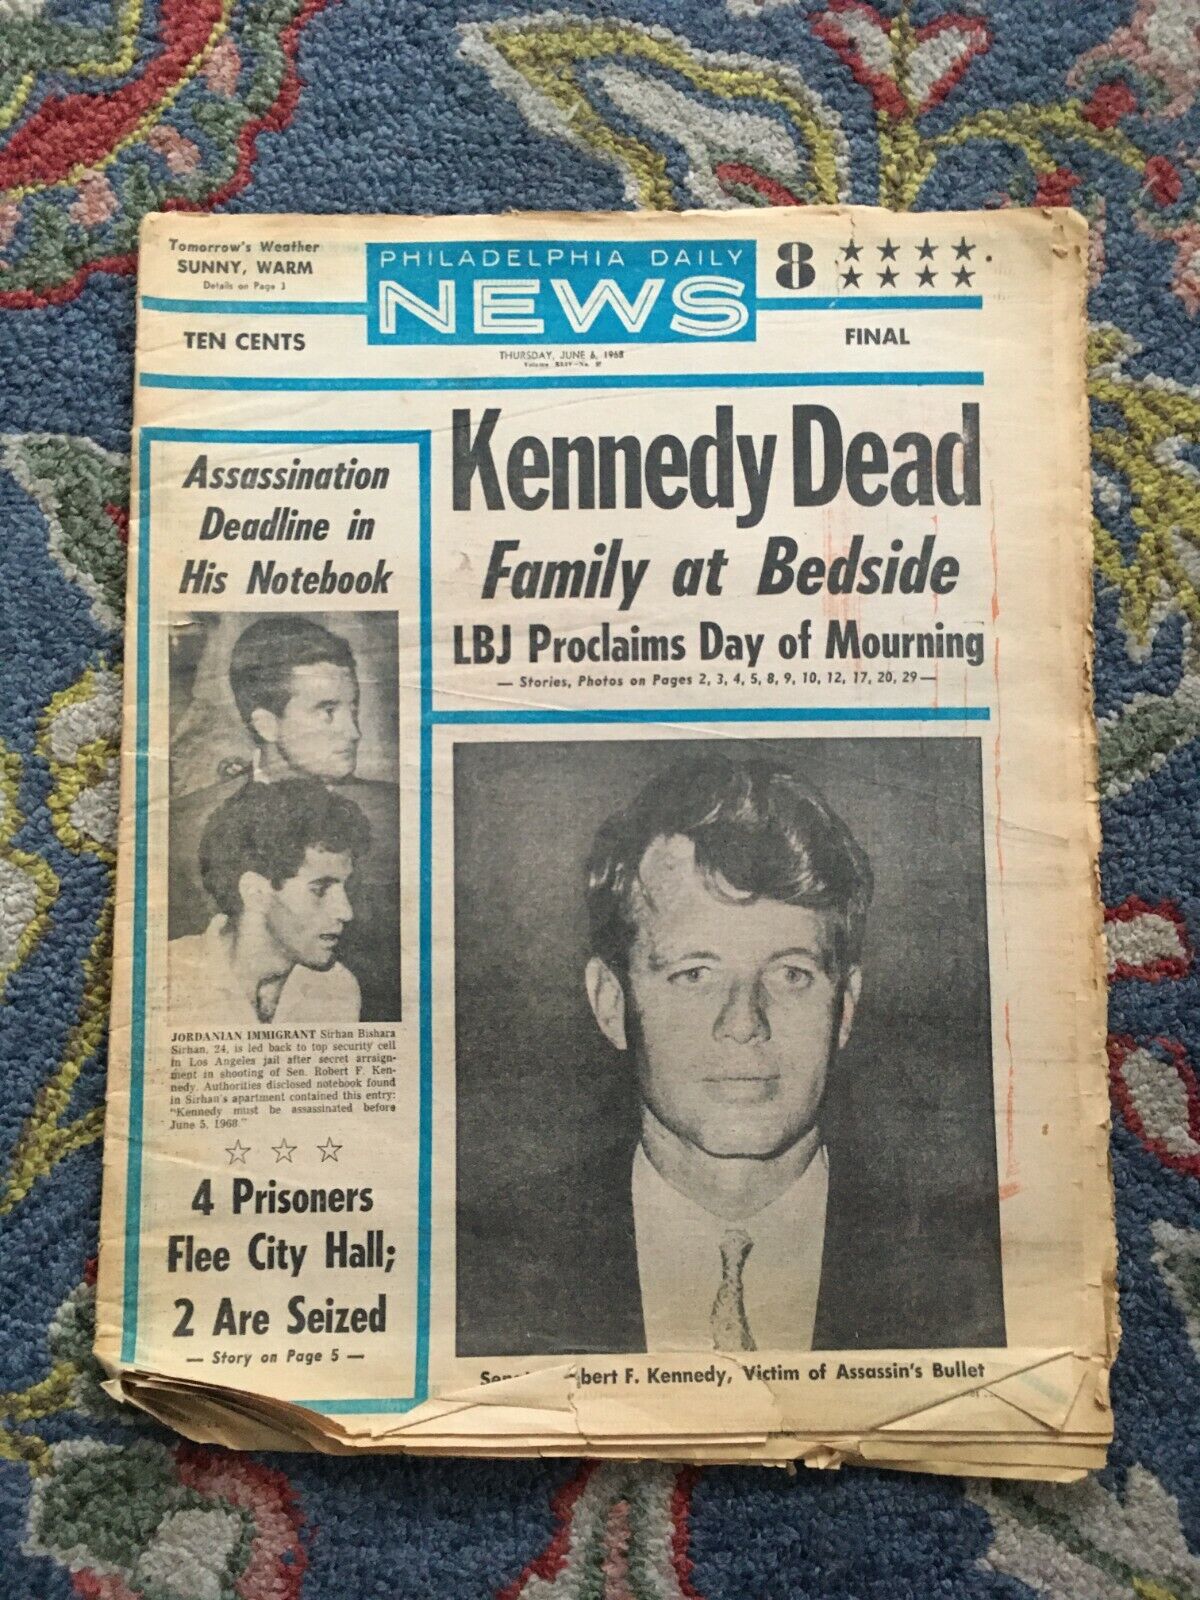 Tomorrow's Weather
SUNNY, WARM
Details on Page 3
PHILADELPHIA DAILY
NEWS
8 ★★★★
★★★★
TEN CENTS
FINAL
THURSDAY, JUNE 6, 1968
Volume XLIV—No.
Kennedy Dead
Family at Bedside
LBJ Proclaims Day of Mourning
— Stories, Photos on Pages 2, 3, 4, 5, 8, 9, 10, 12, 17, 20, 29 —
Assassination
Deadline in
His Notebook
JORDANIAN IMMIGRANT Sirhan Bishara
Sirhan, 24, is led back to top security cell
in Los Angeles jail after secret arraign-
ment in shooting of Sen. Robert F. Ken-
nedy. Authorities disclosed notebook found
in Sirhan's apartment contained this entry:
"Kennedy must be assassinated before
June 5, 1968."
☆ ☆ ☆
4 Prisoners
Flee City Hall;
2 Are Seized
— Story on Page 5 —
bert F. Kennedy, Victim of Assassin's Bullet